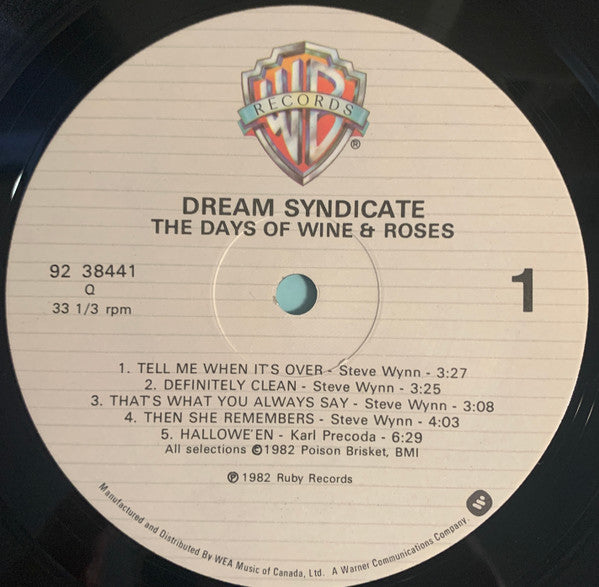 WB
RECORDS
®
DREAM SYNDICATE
THE DAYS OF WINE & ROSES
92 38441
Q
33 1/3 rpm
1
1. TELL ME WHEN IT'S OVER - Steve Wynn - 3:27
2. DEFINITELY CLEAN - Steve Wynn - 3:25
3. THAT'S WHAT YOU ALWAYS SAY - Steve Wynn - 3:08
4. THEN SHE REMEMBERS - Steve Wynn - 4:03
5. HALLOWE'EN - Karl Precoda - 6:29
All selections ©1982 Poison Brisket, BMI
℗ 1982 Ruby Records
Manufactured and Distributed By WEA Music of Canada, Ltd. A Warner Communications Company.